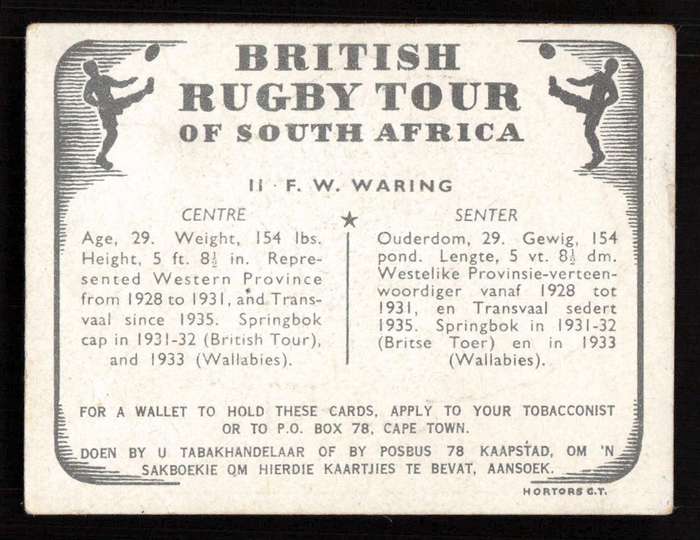 BRITISH
RUGBY TOUR
OF SOUTH AFRICA
11 · F. W. WARING
CENTRE
Age, 29. Weight, 154 lbs.
Height, 5 ft. 8½ in. Repre-
sented Western Province
from 1928 to 1931, and Trans-
vaal since 1935. Springbok
cap in 1931-32 (British Tour),
and 1933 (Wallabies).
SENTER
Ouderdom, 29. Gewig, 154
pond. Lengte, 5 vt. 8½ dm.
Westelike Provinsie-verteen-
woordiger vanaf 1928 tot
1931, en Transvaal sedert
1935. Springbok in 1931-32
(Britse Toer) en in 1933
(Wallabies).
FOR A WALLET TO HOLD THESE CARDS, APPLY TO YOUR TOBACCONIST
OR TO P.O. BOX 78, CAPE TOWN.
DOEN BY U TABAKHANDELAAR OF BY POSBUS 78 KAAPSTAD, OM 'N
SAKBOEKIE OM HIERDIE KAARTJIES TE BEVAT, AANSOEK.
HORTORS C.T.